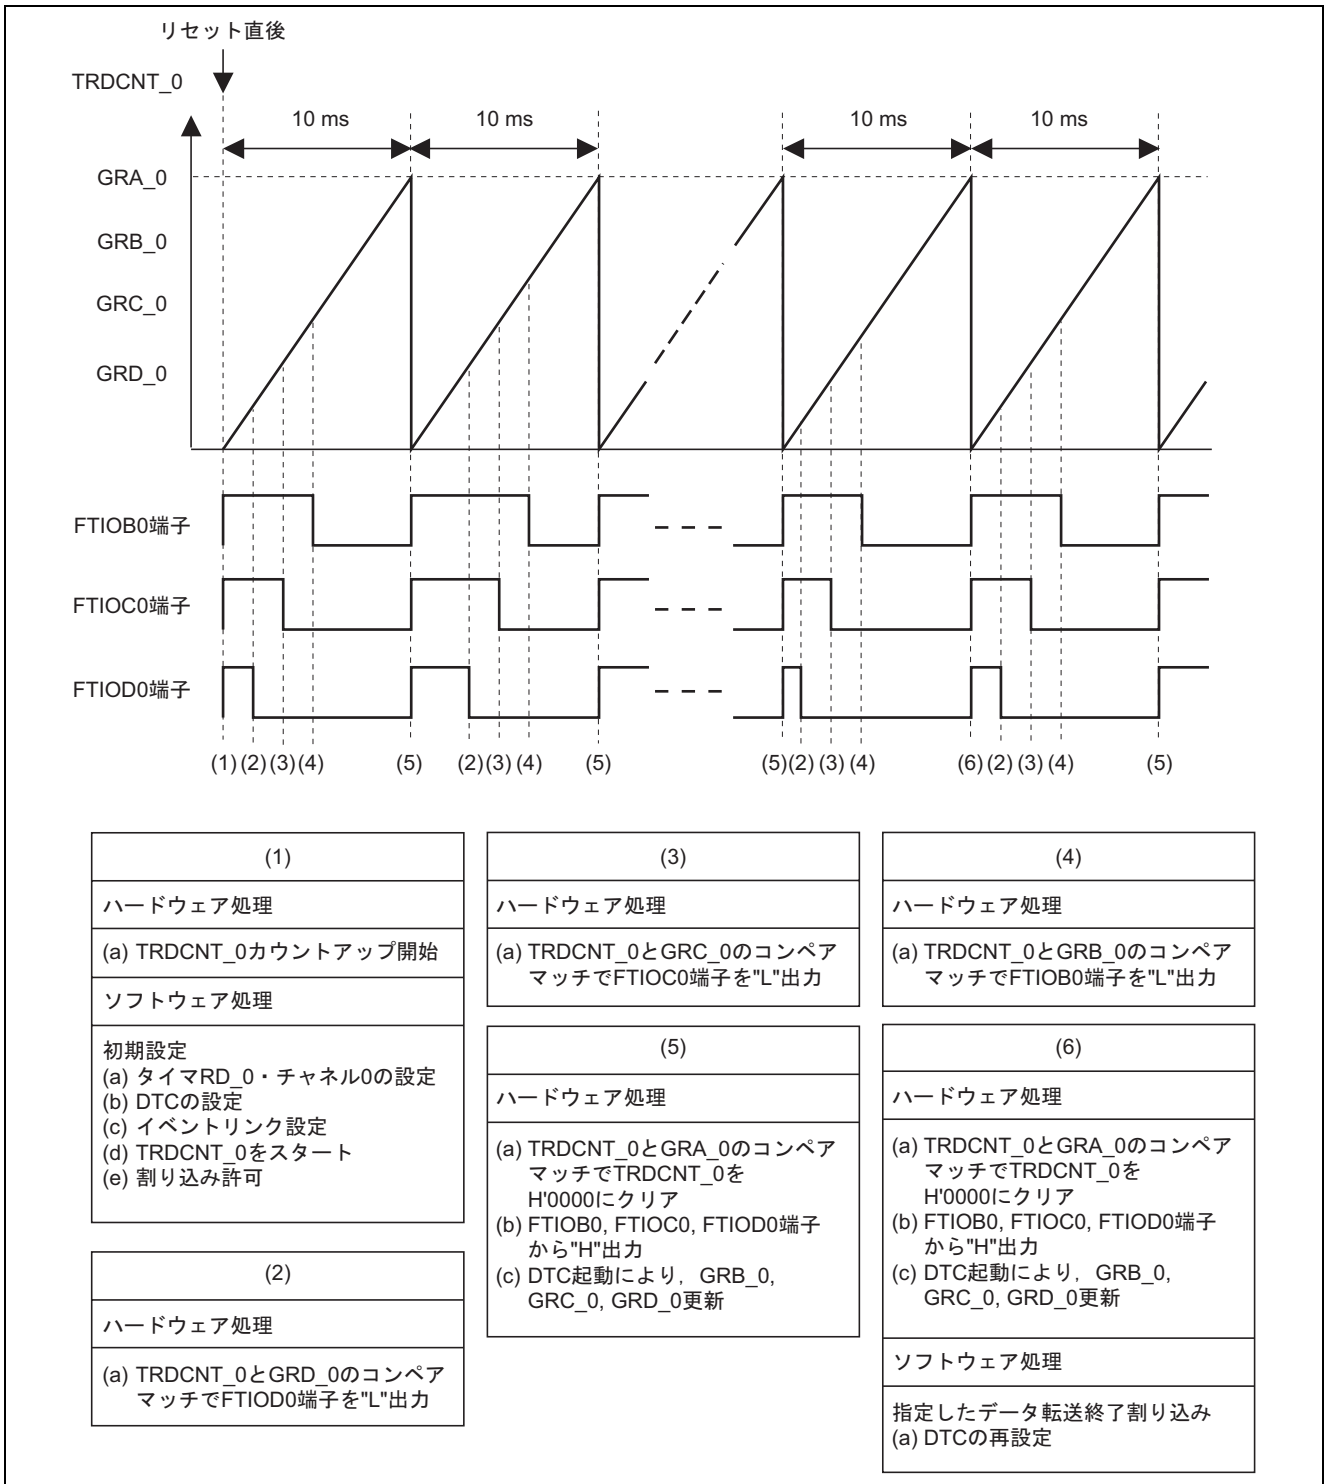 リセット直後
TRDCNT_0
10 ms 10 ms 10 ms 10 ms
GRA_0
GRB_0
GRC_0
GRD_0
FTIOB0端子
FTIOC0端子
FTIOD0端子
(1) (2) (3) (4) (5) (2) (3) (4) (5) (5) (2) (3) (4) (6) (2) (3) (4) (5)
(1)
ハードウェア処理
(a) TRDCNT_0カウントアップ開始
ソフトウェア処理
初期設定
(a) タイマRD_0・チャネル0の設定
(b) DTCの設定
(c) イベントリンク設定
(d) TRDCNT_0をスタート
(e) 割り込み許可
(2)
ハードウェア処理
(a) TRDCNT_0とGRD_0のコンペア
マッチでFTIOD0端子を"L"出力
(3)
ハードウェア処理
(a) TRDCNT_0とGRC_0のコンペア
マッチでFTIOC0端子を"L"出力
(4)
ハードウェア処理
(a) TRDCNT_0とGRB_0のコンペア
マッチでFTIOB0端子を"L"出力
(5)
ハードウェア処理
(a) TRDCNT_0とGRA_0のコンペア
マッチでTRDCNT_0を
H'0000にクリア
(b) FTIOB0, FTIOC0, FTIOD0端子
から"H"出力
(c) DTC起動により，GRB_0,
GRC_0, GRD_0更新
(6)
ハードウェア処理
(a) TRDCNT_0とGRA_0のコンペア
マッチでTRDCNT_0を
H'0000にクリア
(b) FTIOB0, FTIOC0, FTIOD0端子
から"H"出力
(c) DTC起動により，GRB_0,
GRC_0, GRD_0更新
ソフトウェア処理
指定したデータ転送終了割り込み
(a) DTCの再設定